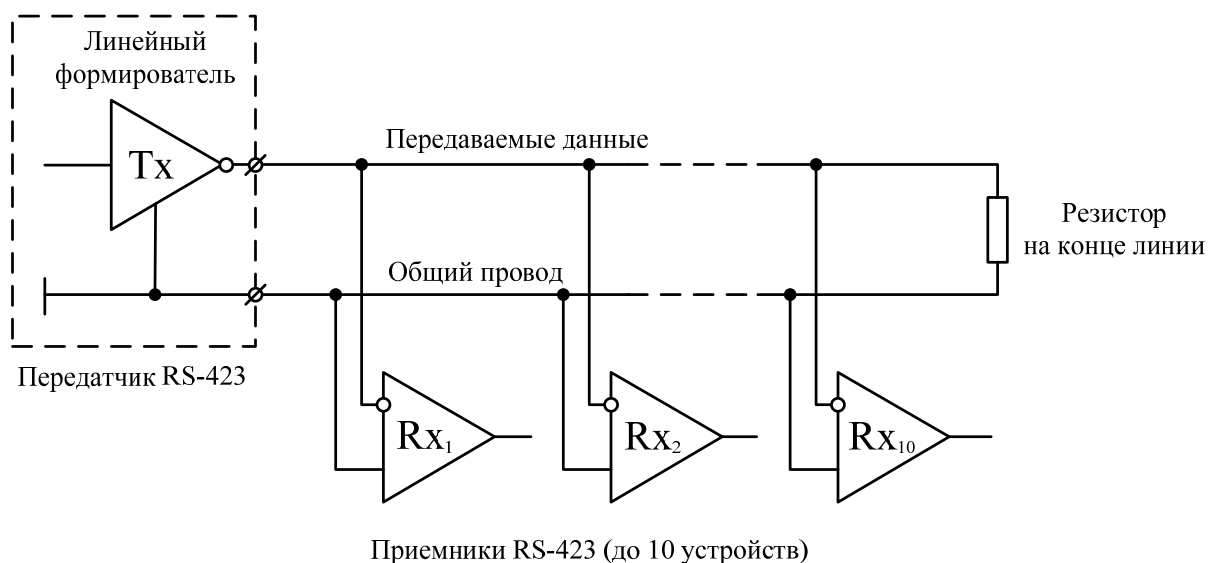 Линейный
формирователь
Tx
Передаваемые данные
Резистор
на конце линии
Общий провод
Передатчик RS-423
Rx1
Rx2
Rx10
Приемники RS-423 (до 10 устройств)